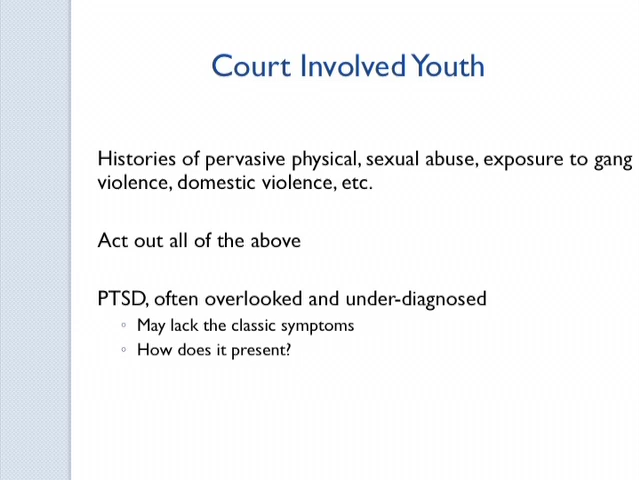 Court Involved Youth
Histories of pervasive physical, sexual abuse, exposure to gang
violence, domestic violence, etc.
Act out all of the above
PTSD, often overlooked and under-diagnosed
◦ May lack the classic symptoms
◦ How does it present?